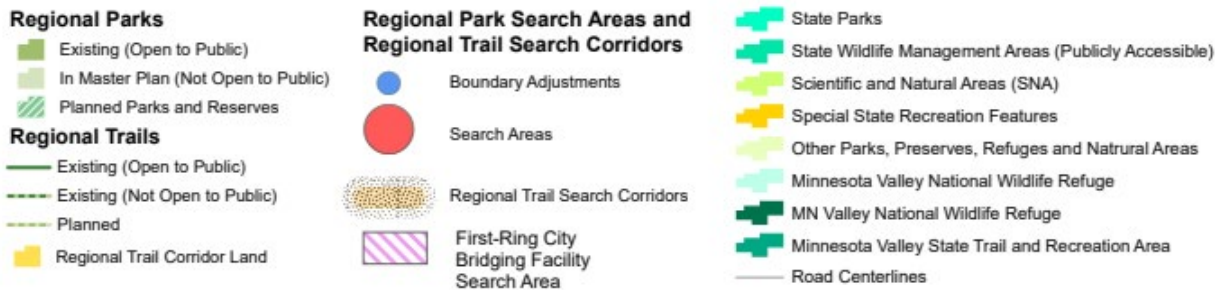 Regional Parks
Existing (Open to Public)
In Master Plan (Not Open to Public)
Planned Parks and Reserves
Regional Trails
Existing (Open to Public)
Existing (Not Open to Public)
Planned
Regional Trail Corridor Land
Regional Park Search Areas and
Regional Trail Search Corridors
Boundary Adjustments
Search Areas
Regional Trail Search Corridors
First-Ring City
Bridging Facility
Search Area
State Parks
State Wildlife Management Areas (Publicly Accessible)
Scientific and Natural Areas (SNA)
Special State Recreation Features
Other Parks, Preserves, Refuges and Natrural Areas
Minnesota Valley National Wildlife Refuge
MN Valley National Wildlife Refuge
Minnesota Valley State Trail and Recreation Area
Road Centerlines